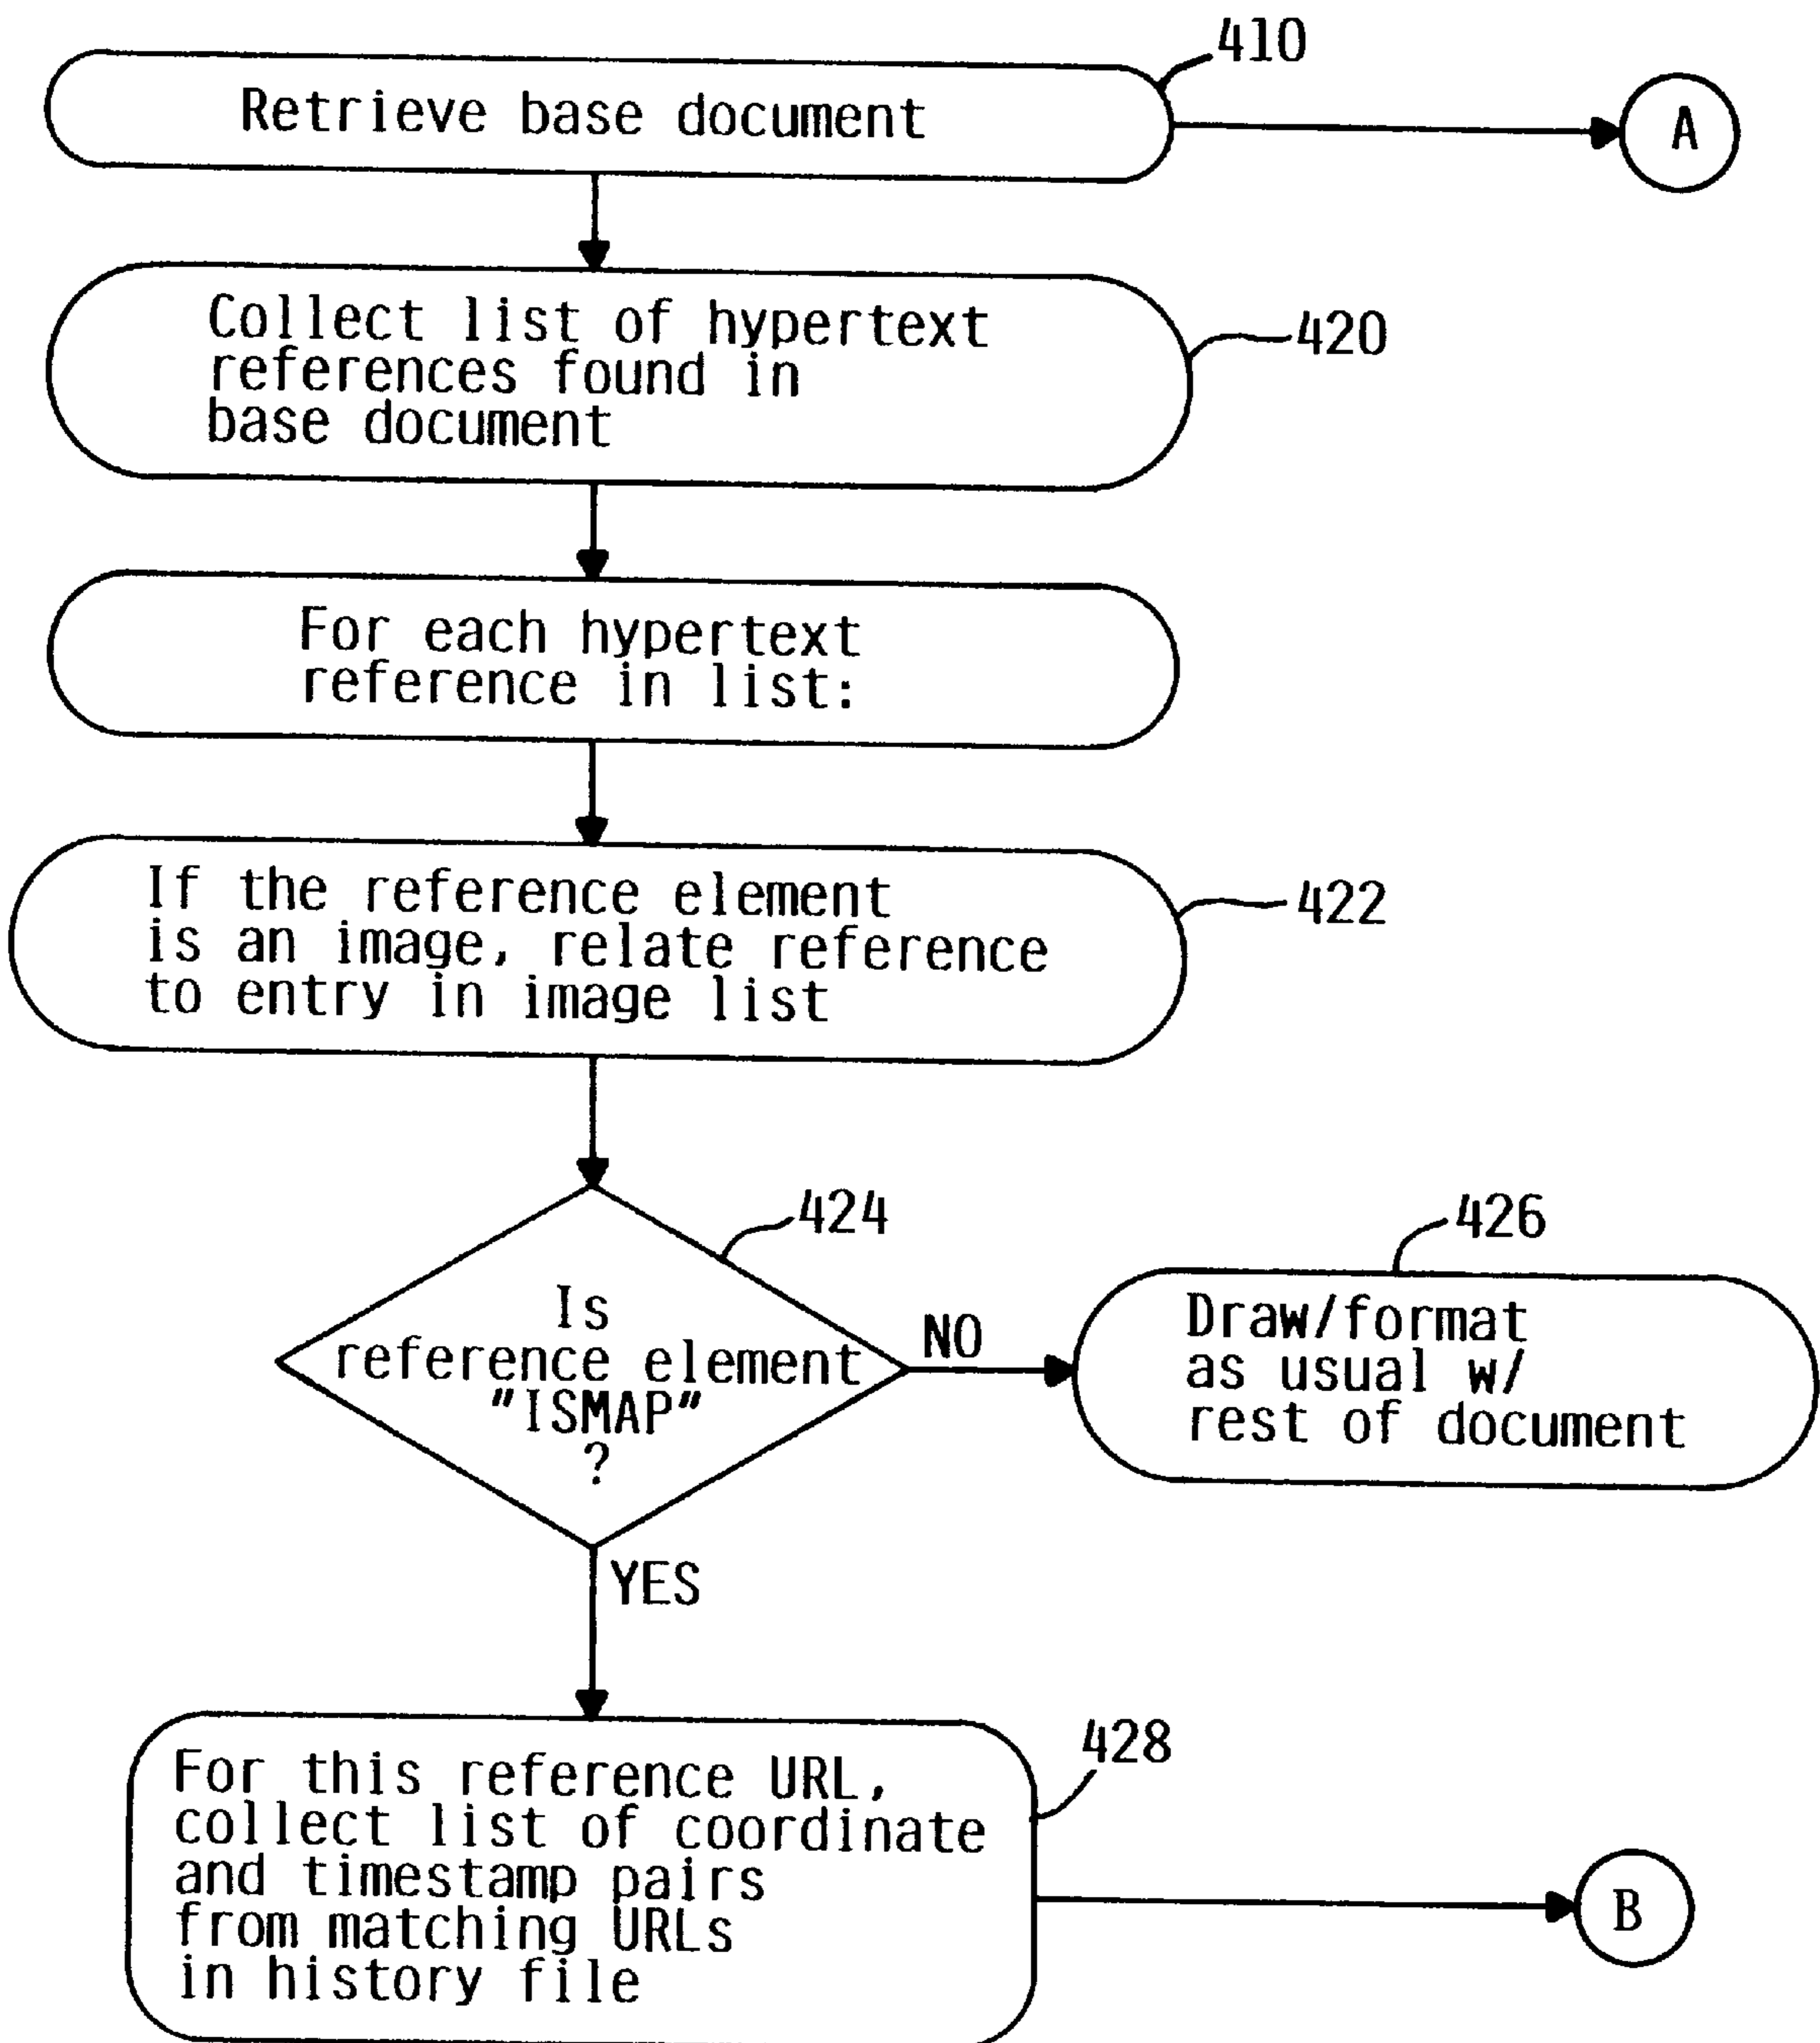 410
Retrieve base document
A
Collect list of hypertext
references found in
base document
420
For each hypertext
reference in list:
If the reference element
is an image, relate reference
to entry in image list
422
424
Is
reference element
"ISMAP"
?
NO
426
Draw/format
as usual w/
rest of document
YES
For this reference URL,
collect list of coordinate
and timestamp pairs
from matching URLs
in history file
428
B